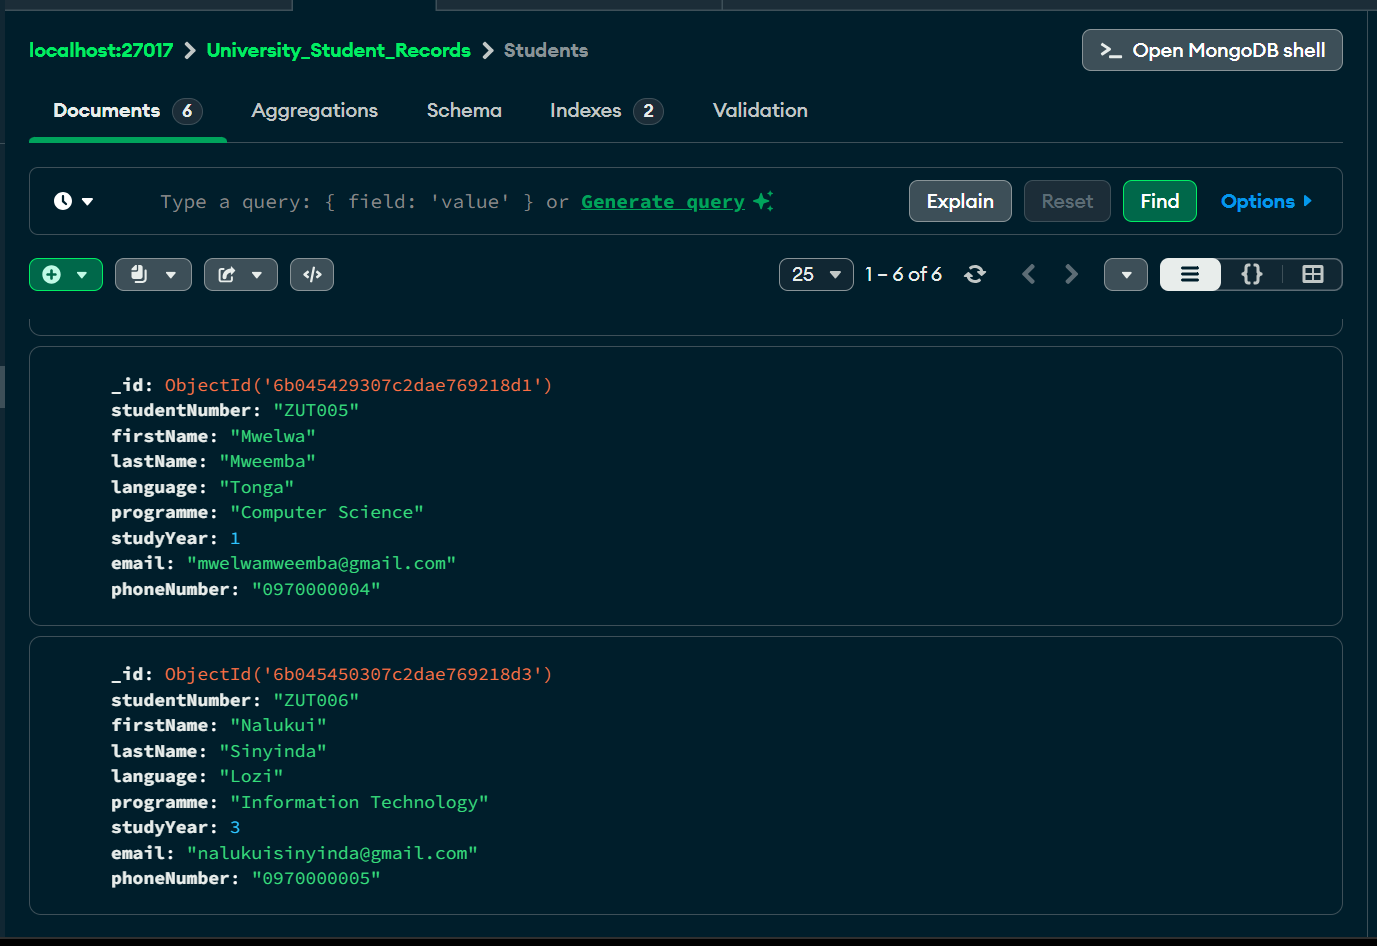 localhost:27017 > University_Student_Records > Students
>_ Open MongoDB shell
Documents 6 Aggregations Schema Indexes 2 Validation
Type a query: { field: 'value' } or Generate query
Explain Reset Find Options
25 1 – 6 of 6
_id: ObjectId('6b045429307c2dae769218d1')
studentNumber: "ZUT005"
firstName: "Mwelwa"
lastName: "Mweemba"
language: "Tonga"
programme: "Computer Science"
studyYear: 1
email: "mwelwamweemba@gmail.com"
phoneNumber: "0970000004"
_id: ObjectId('6b045450307c2dae769218d3')
studentNumber: "ZUT006"
firstName: "Nalukui"
lastName: "Sinyinda"
language: "Lozi"
programme: "Information Technology"
studyYear: 3
email: "nalukuisinyinda@gmail.com"
phoneNumber: "0970000005"